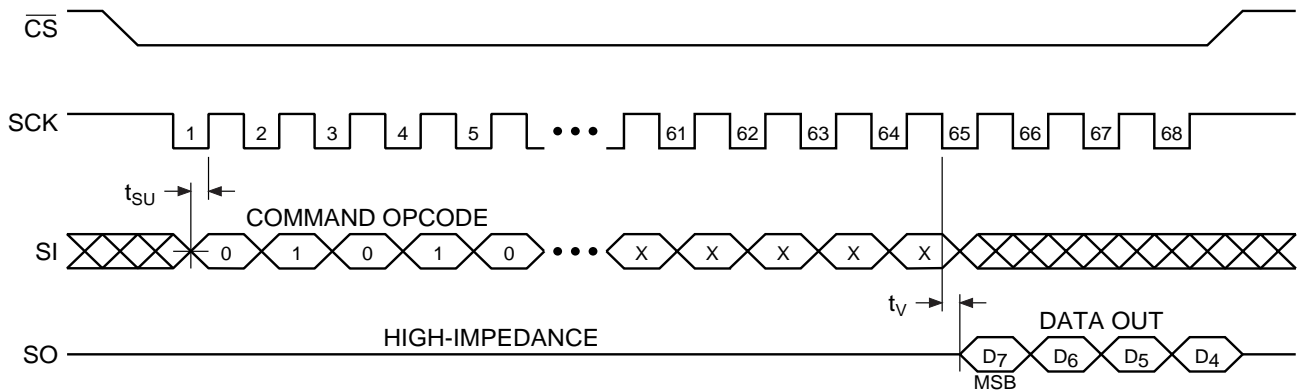 CS
SCK 1 2 3 4 5 ••• 61 62 63 64 65 66 67 68
tSU
COMMAND OPCODE
SI 0 1 0 1 0 ••• X X X X X
tV
HIGH-IMPEDANCE DATA OUT
SO D7 D6 D5 D4
MSB